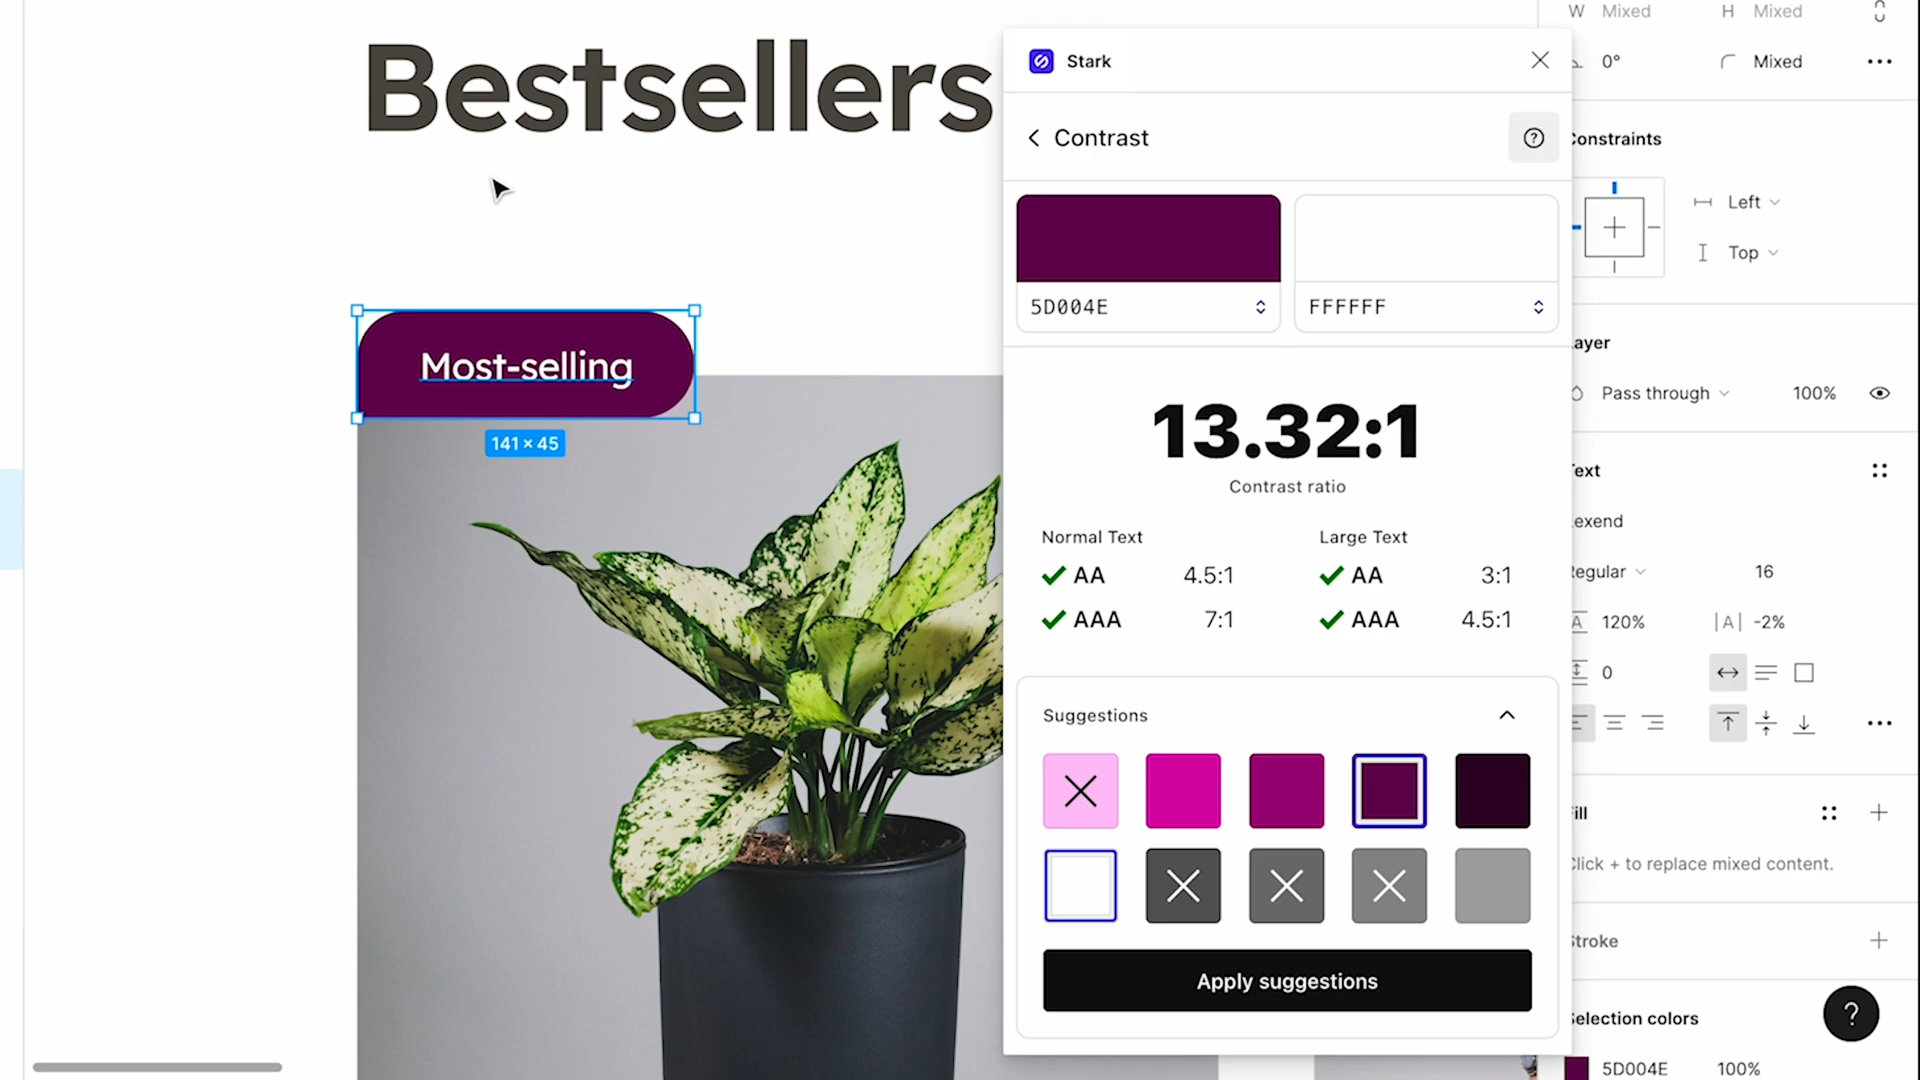 Bestsellers
Most-selling
141 × 45
Stark
Contrast
5D004E
FFFFFF
13.32:1
Contrast ratio
Normal Text
AA 4.5:1
AAA 7:1
Large Text
AA 3:1
AAA 4.5:1
Suggestions
Apply suggestions
W Mixed H Mixed
0° Mixed
onstraints
Left
Top
ayer
Pass through 100%
ext
exend
egular 16
120% |A| -2%
0
ill
lick + to replace mixed content.
troke
election colors
5D004E 100%
?